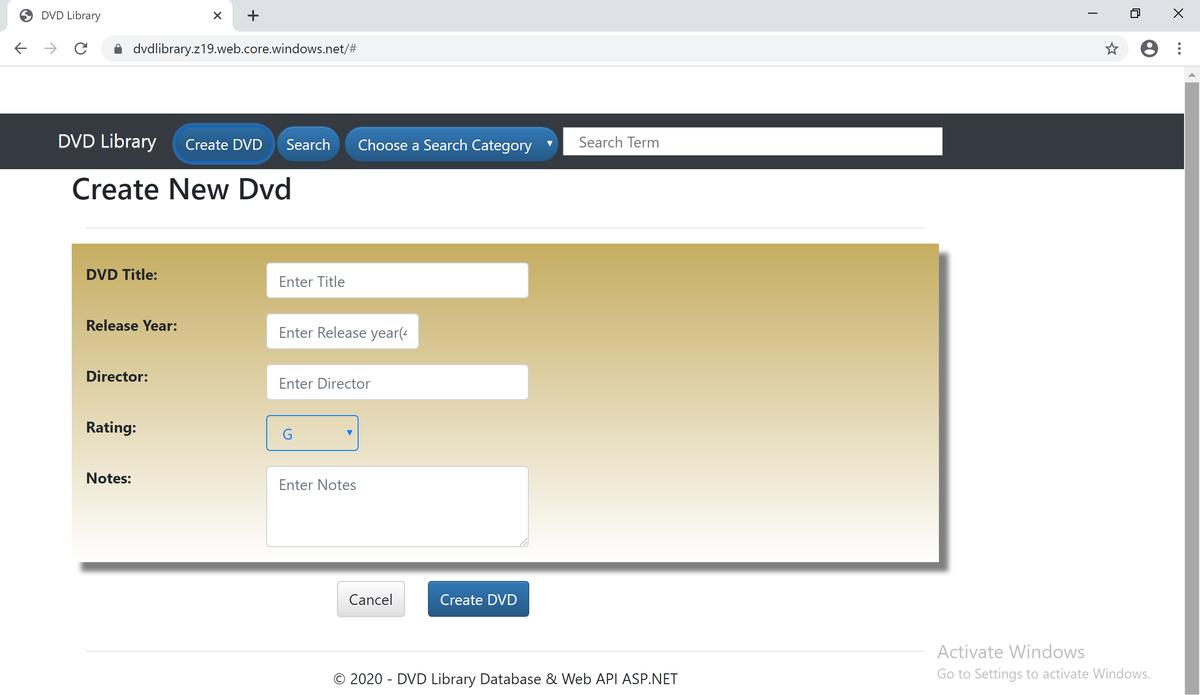 DVD Library
dvdlibrary.z19.web.core.windows.net/#
DVD Library Create DVD Search Choose a Search Category Search Term
Create New Dvd
DVD Title: Enter Title
Release Year: Enter Release year(
Director: Enter Director
Rating: G
Notes: Enter Notes
Cancel Create DVD
Activate Windows
Go to Settings to activate Windows.
© 2020 - DVD Library Database & Web API ASP.NET